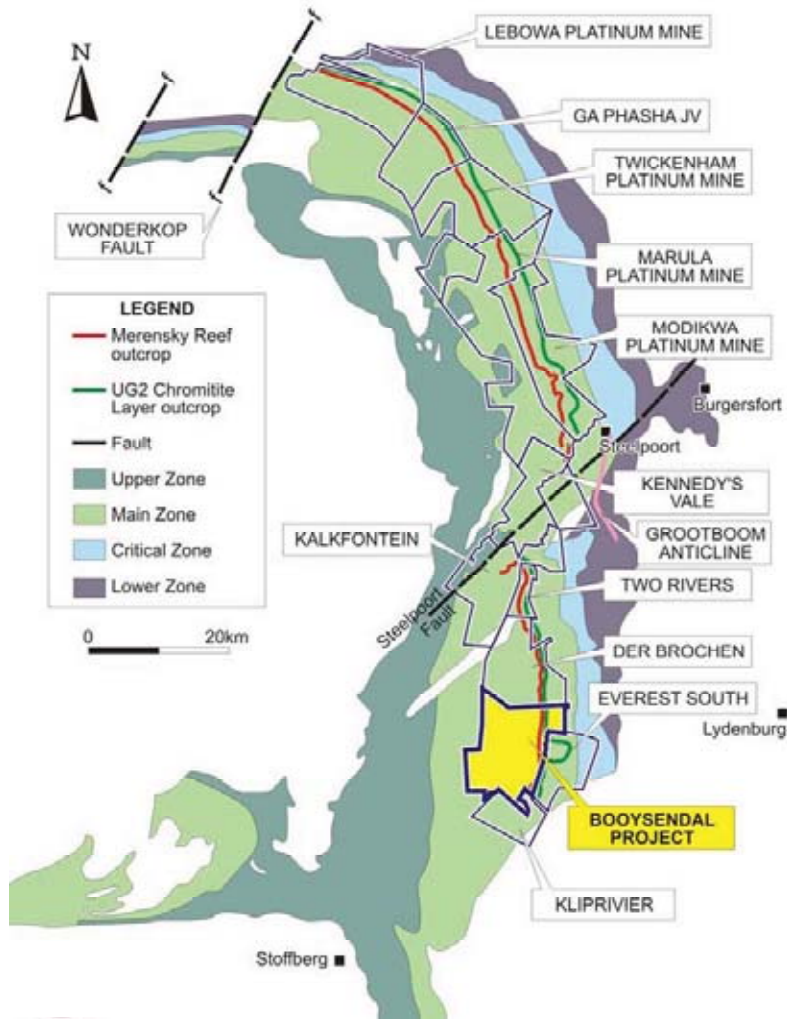 LEBOWA PLATINUM MINE
N
GA PHASHA JV
TWICKENHAM
PLATINUM MINE
WONDERKOP
FAULT
MARULA
PLATINUM MINE
LEGEND
Merensky Reef
outcrop
UG2 Chromitite
Layer outcrop
Fault
Upper Zone
Main Zone
Critical Zone
Lower Zone
0 20km
MODIKWA
PLATINUM MINE
Burgersfort
Steelpoort
KENNEDY'S
VALE
KALKFONTEIN
GROOTBOOM
ANTICLINE
Steelpoort
Fault
TWO RIVERS
DER BROCHEN
EVEREST SOUTH
Lydenburg
BOOYSENDAL
PROJECT
KLIPRIVIER
Stoffberg